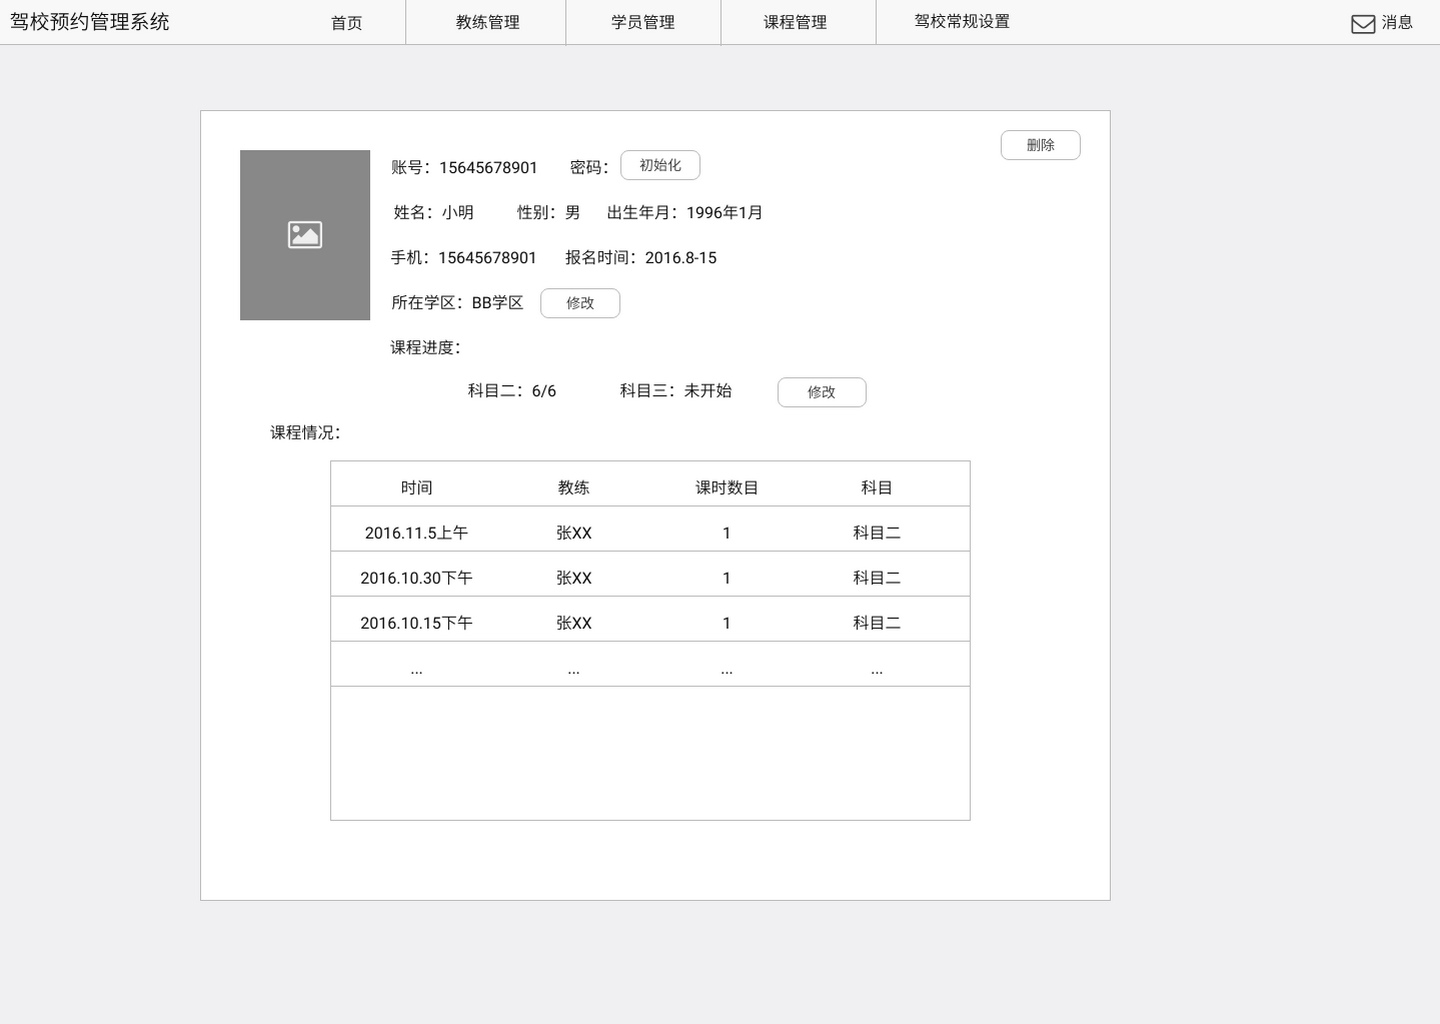 驾校预约管理系统 首页 教练管理 学员管理 课程管理 驾校常规设置 消息
删除
账号：15645678901 密码： 初始化
姓名：小明 性别：男 出生年月：1996年1月
手机：15645678901 报名时间：2016.8-15
所在学区：BB学区 修改
课程进度：
科目二：6/6 科目三：未开始 修改
课程情况：
时间 教练 课时数目 科目
2016.11.5上午 张XX 1 科目二
2016.10.30下午 张XX 1 科目二
2016.10.15下午 张XX 1 科目二
... ... ... ...